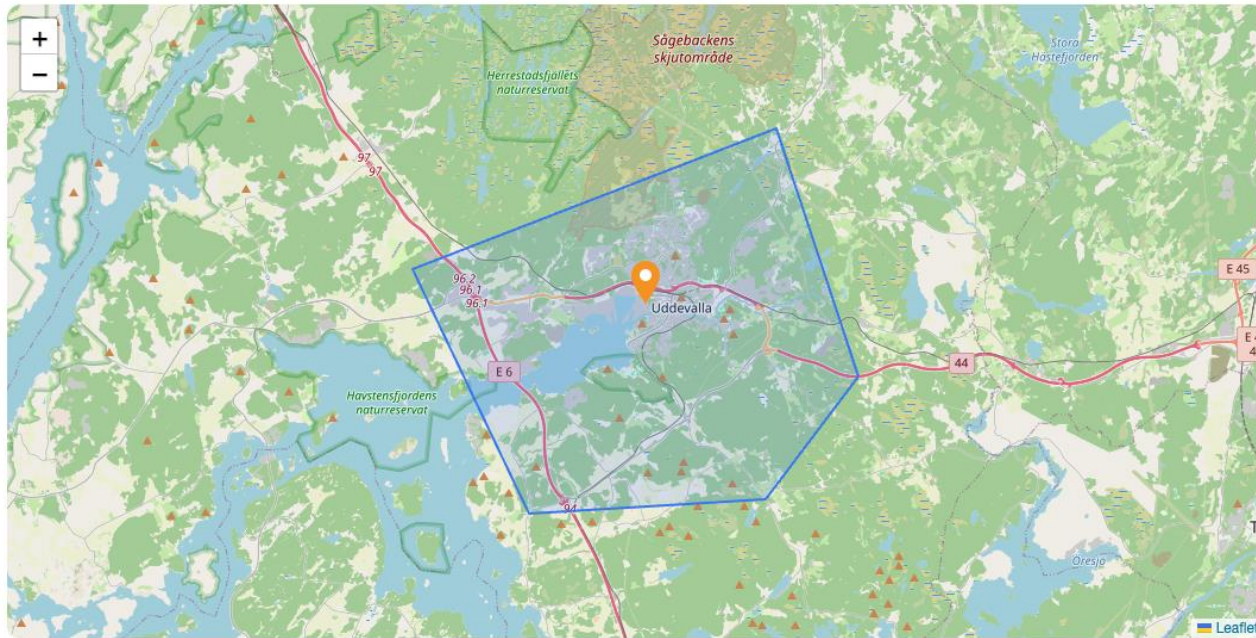 +
−
Sågebackens
skjutområde
Stora
Hästefjorden
Herrestadsfjällets
naturreservat
97
97
E 45
96.2
96.1
96.1
Uddevalla
44
E 6
Havstensfjordens
naturreservat
94
Öresjö
Leaflet